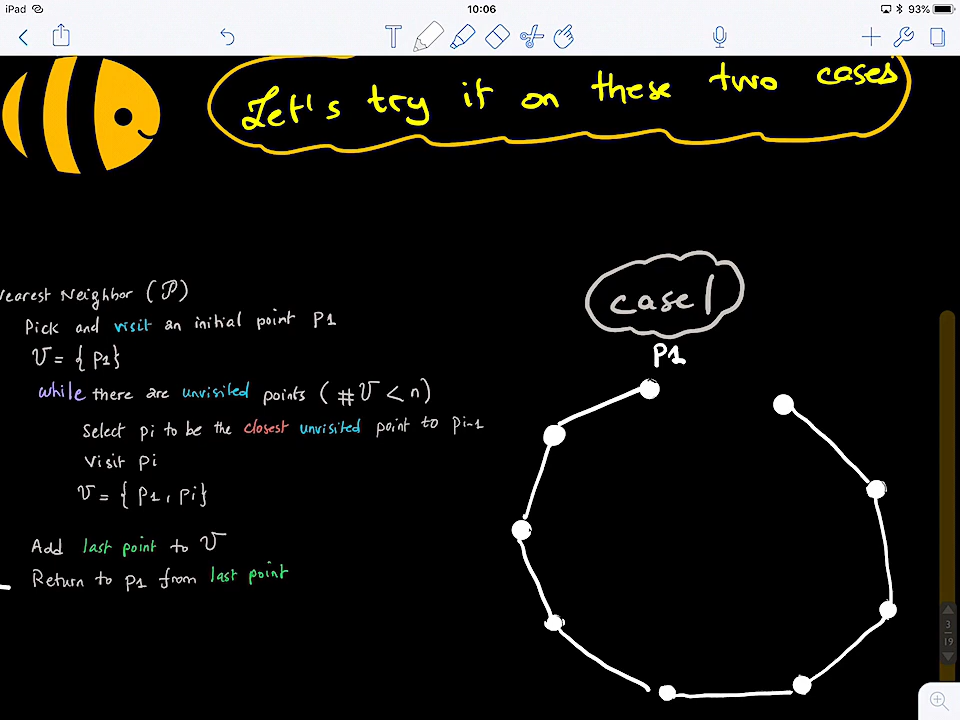 iPad 10:06 93%
T
Let's try it on these two cases
Nearest Neighbor (P)
Pick and visit an initial point P1
V = { P1}
while there are unvisited points ( # V < n)
Select pi to be the closest unvisited point to pi-1
Visit pi
V = { P1, pi}
Add last point to V
Return to P1 from last point
case 1
P1
3
19